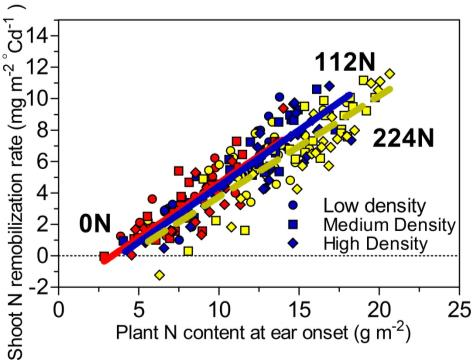 Shoot N remobilization rate (mg m-2 °Cd-1)
14
12
10
8
6
4
2
0
-2
112N
224N
0N
Low density
Medium Density
High Density
0 5 10 15 20 25
Plant N content at ear onset (g m-2)